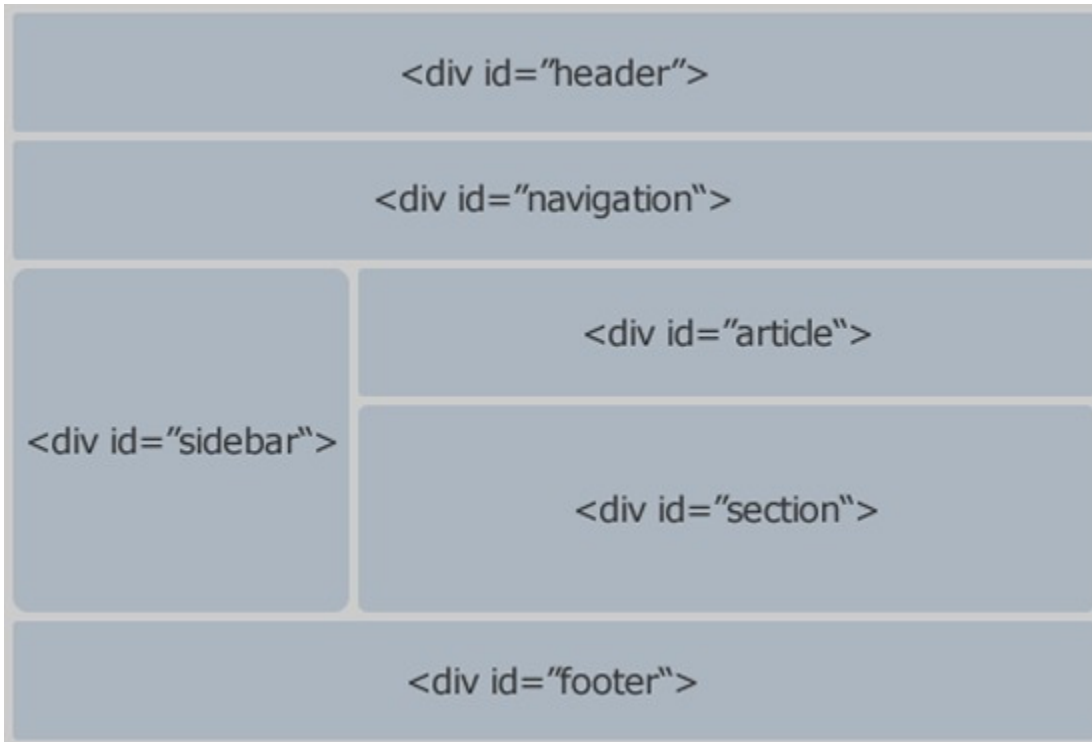 <div id=”header”>
<div id=”navigation“>
<div id=”article“>
<div id=”sidebar“>
<div id=”section“>
<div id=”footer“>